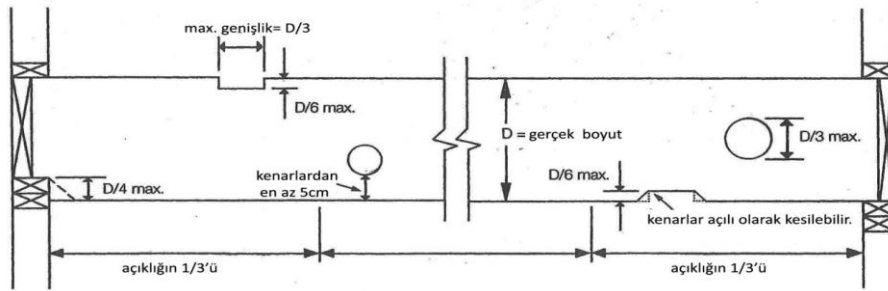 max. genişlik= D/3
D/6 max.
D = gerçek boyut
D/3 max.
kenarlardan
en az 5cm
D/4 max.
D/6 max.
kenarlar açılı olarak kesilebilir.
açıklığın 1/3'ü
açıklığın 1/3'ü